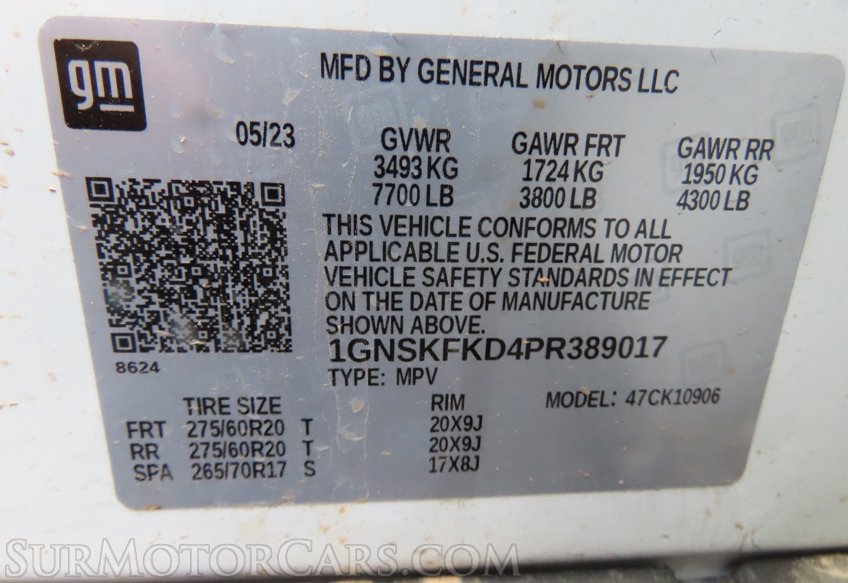 gm
MFD BY GENERAL MOTORS LLC
05/23 GVWR GAWR FRT GAWR RR
3493 KG 1724 KG 1950 KG
7700 LB 3800 LB 4300 LB
THIS VEHICLE CONFORMS TO ALL
APPLICABLE U.S. FEDERAL MOTOR
VEHICLE SAFETY STANDARDS IN EFFECT
ON THE DATE OF MANUFACTURE
SHOWN ABOVE.
1GNSKFKD4PR389017
8624
TYPE: MPV MODEL: 47CK10906
TIRE SIZE RIM
FRT 275/60R20 T 20X9J
RR 275/60R20 T 20X9J
SPA 265/70R17 S 17X8J
SURMOTORCARS.COM